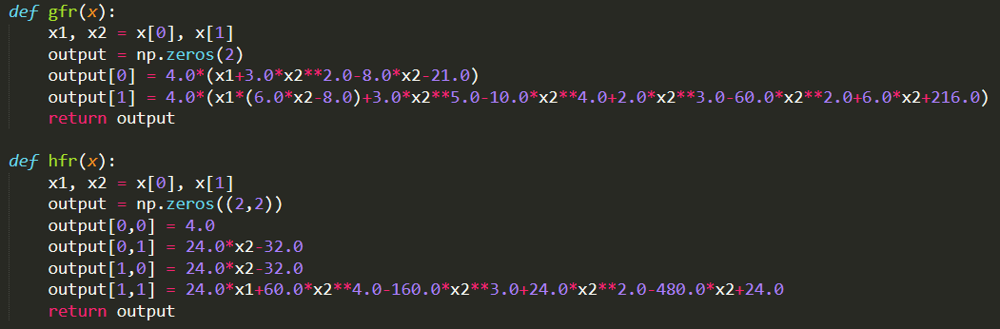 def gfr(x):
    x1, x2 = x[0], x[1]
    output = np.zeros(2)
    output[0] = 4.0*(x1+3.0*x2**2.0-8.0*x2-21.0)
    output[1] = 4.0*(x1*(6.0*x2-8.0)+3.0*x2**5.0-10.0*x2**4.0+2.0*x2**3.0-60.0*x2**2.0+6.0*x2+216.0)
    return output

def hfr(x):
    x1, x2 = x[0], x[1]
    output = np.zeros((2,2))
    output[0,0] = 4.0
    output[0,1] = 24.0*x2-32.0
    output[1,0] = 24.0*x2-32.0
    output[1,1] = 24.0*x1+60.0*x2**4.0-160.0*x2**3.0+24.0*x2**2.0-480.0*x2+24.0
    return output